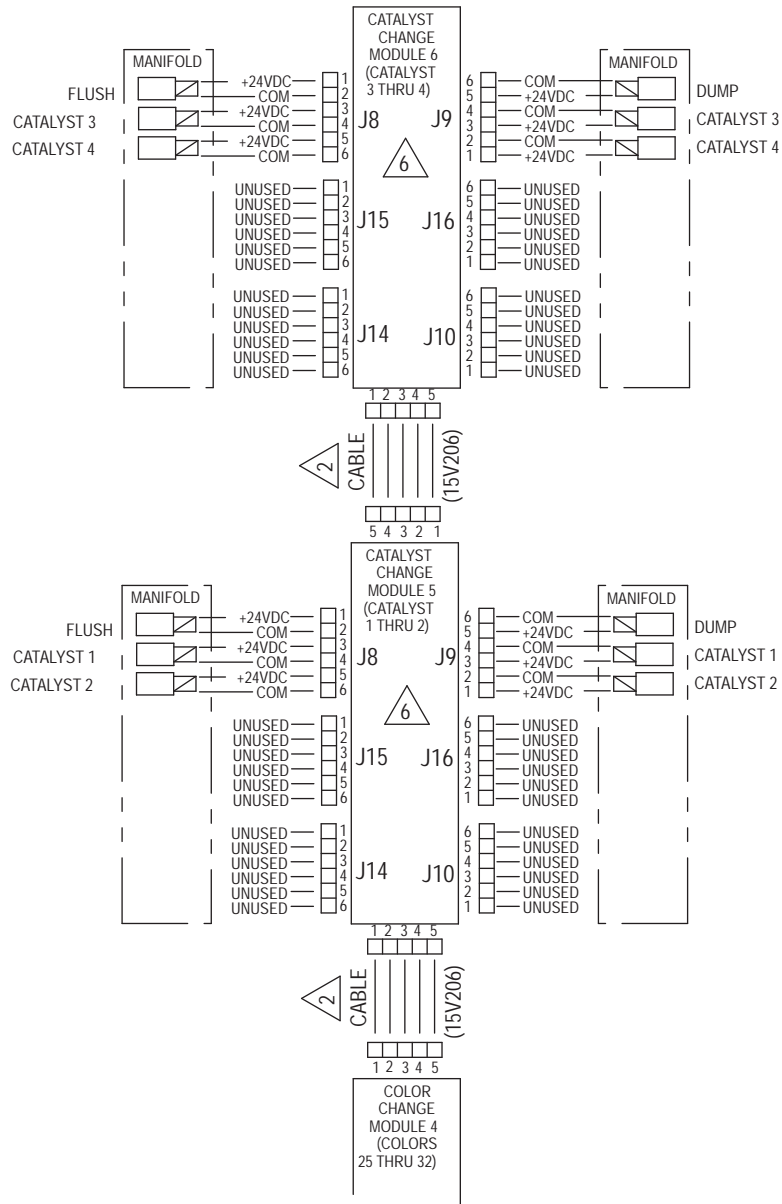 CATALYST
CHANGE
MODULE 6
(CATALYST
3 THRU 4)
MANIFOLD
FLUSH
CATALYST 3
CATALYST 4
+24VDC 1
COM 2
+24VDC 3
COM 4
+24VDC 5
COM 6
J8
J9
6 COM
5 +24VDC
4 COM
3 +24VDC
2 COM
1 +24VDC
MANIFOLD
DUMP
CATALYST 3
CATALYST 4
6
UNUSED 1
UNUSED 2
UNUSED 3
UNUSED 4
UNUSED 5
UNUSED 6
J15
J16
6 UNUSED
5 UNUSED
4 UNUSED
3 UNUSED
2 UNUSED
1 UNUSED
UNUSED 1
UNUSED 2
UNUSED 3
UNUSED 4
UNUSED 5
UNUSED 6
J14
J10
6 UNUSED
5 UNUSED
4 UNUSED
3 UNUSED
2 UNUSED
1 UNUSED
1 2 3 4 5
2
CABLE
(15V206)
5 4 3 2 1
CATALYST
CHANGE
MODULE 5
(CATALYST
1 THRU 2)
MANIFOLD
FLUSH
CATALYST 1
CATALYST 2
+24VDC 1
COM 2
+24VDC 3
COM 4
+24VDC 5
COM 6
J8
J9
6 COM
5 +24VDC
4 COM
3 +24VDC
2 COM
1 +24VDC
MANIFOLD
DUMP
CATALYST 1
CATALYST 2
6
UNUSED 1
UNUSED 2
UNUSED 3
UNUSED 4
UNUSED 5
UNUSED 6
J15
J16
6 UNUSED
5 UNUSED
4 UNUSED
3 UNUSED
2 UNUSED
1 UNUSED
UNUSED 1
UNUSED 2
UNUSED 3
UNUSED 4
UNUSED 5
UNUSED 6
J14
J10
6 UNUSED
5 UNUSED
4 UNUSED
3 UNUSED
2 UNUSED
1 UNUSED
1 2 3 4 5
2
CABLE
(15V206)
1 2 3 4 5
COLOR
CHANGE
MODULE 4
(COLORS
25 THRU 32)